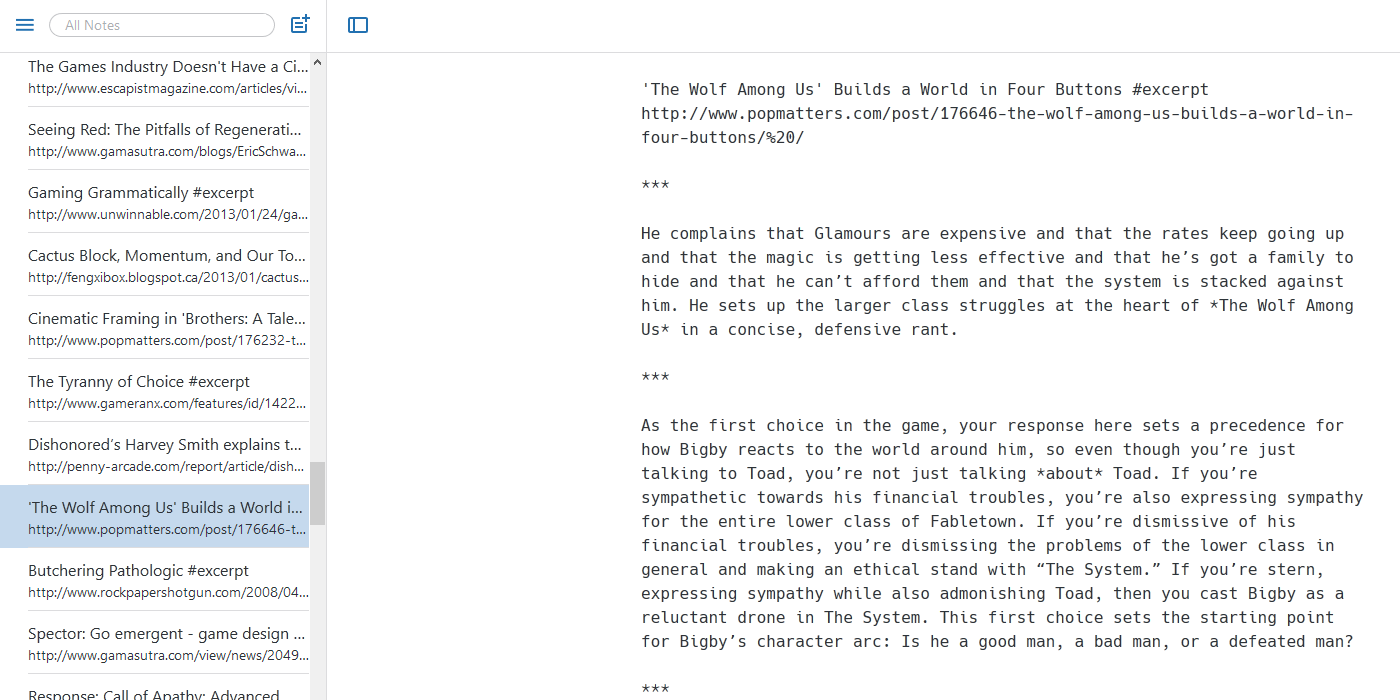 All Notes
The Games Industry Doesn't Have a Ci...
http://www.escapistmagazine.com/articles/vi...
Seeing Red: The Pitfalls of Regenerati...
http://www.gamasutra.com/blogs/EricSchwa...
Gaming Grammatically #excerpt
http://www.unwinnable.com/2013/01/24/ga...
Cactus Block, Momentum, and Our To...
http://fengxibox.blogspot.ca/2013/01/cactus...
Cinematic Framing in 'Brothers: A Tale...
http://www.popmatters.com/post/176232-t...
The Tyranny of Choice #excerpt
http://www.gameranx.com/features/id/1422...
Dishonored's Harvey Smith explains t...
http://penny-arcade.com/report/article/dish...
'The Wolf Among Us' Builds a World i...
http://www.popmatters.com/post/176646-t...
Butchering Pathologic #excerpt
http://www.rockpapershotgun.com/2008/04...
Spector: Go emergent - game design ...
http://www.gamasutra.com/view/news/2049...
Response: Call of Apathy: Advanced
'The Wolf Among Us' Builds a World in Four Buttons #excerpt
http://www.popmatters.com/post/176646-the-wolf-among-us-builds-a-world-in-
four-buttons/%20/
***
He complains that Glamours are expensive and that the rates keep going up
and that the magic is getting less effective and that he’s got a family to
hide and that he can’t afford them and that the system is stacked against
him. He sets up the larger class struggles at the heart of *The Wolf Among
Us* in a concise, defensive rant.
***
As the first choice in the game, your response here sets a precedence for
how Bigby reacts to the world around him, so even though you’re just
talking to Toad, you’re not just talking *about* Toad. If you’re
sympathetic towards his financial troubles, you’re also expressing sympathy
for the entire lower class of Fabletown. If you’re dismissive of his
financial troubles, you’re dismissing the problems of the lower class in
general and making an ethical stand with “The System.” If you’re stern,
expressing sympathy while also admonishing Toad, then you cast Bigby as a
reluctant drone in The System. This first choice sets the starting point
for Bigby’s character arc: Is he a good man, a bad man, or a defeated man?
***